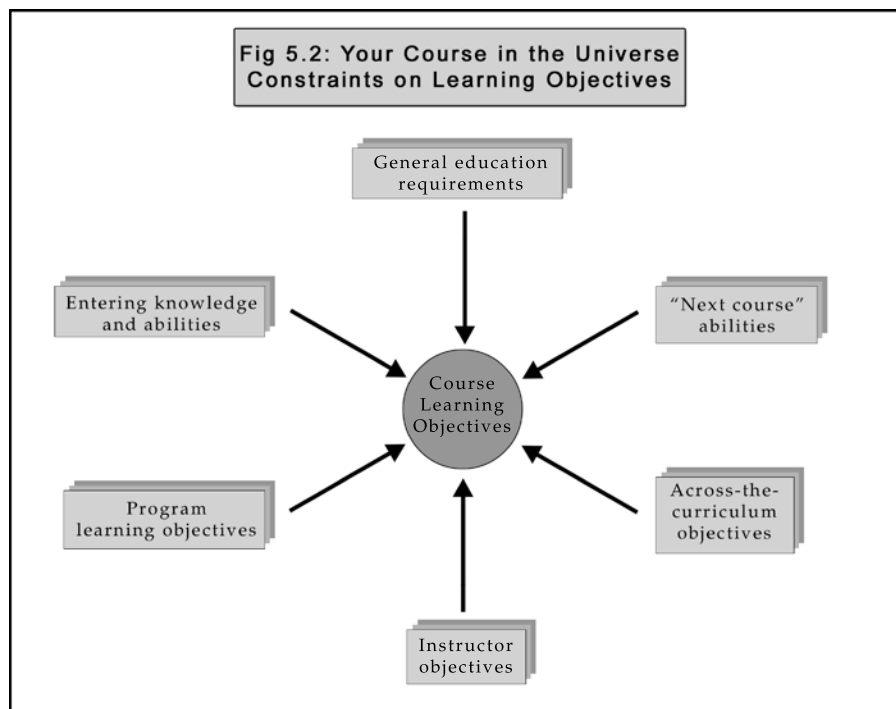 Fig 5.2: Your Course in the Universe
Constraints on Learning Objectives
General education
requirements
Entering knowledge
and abilities
“Next course”
abilities
Course
Learning
Objectives
Program
learning objectives
Across-the-
curriculum
objectives
Instructor
objectives